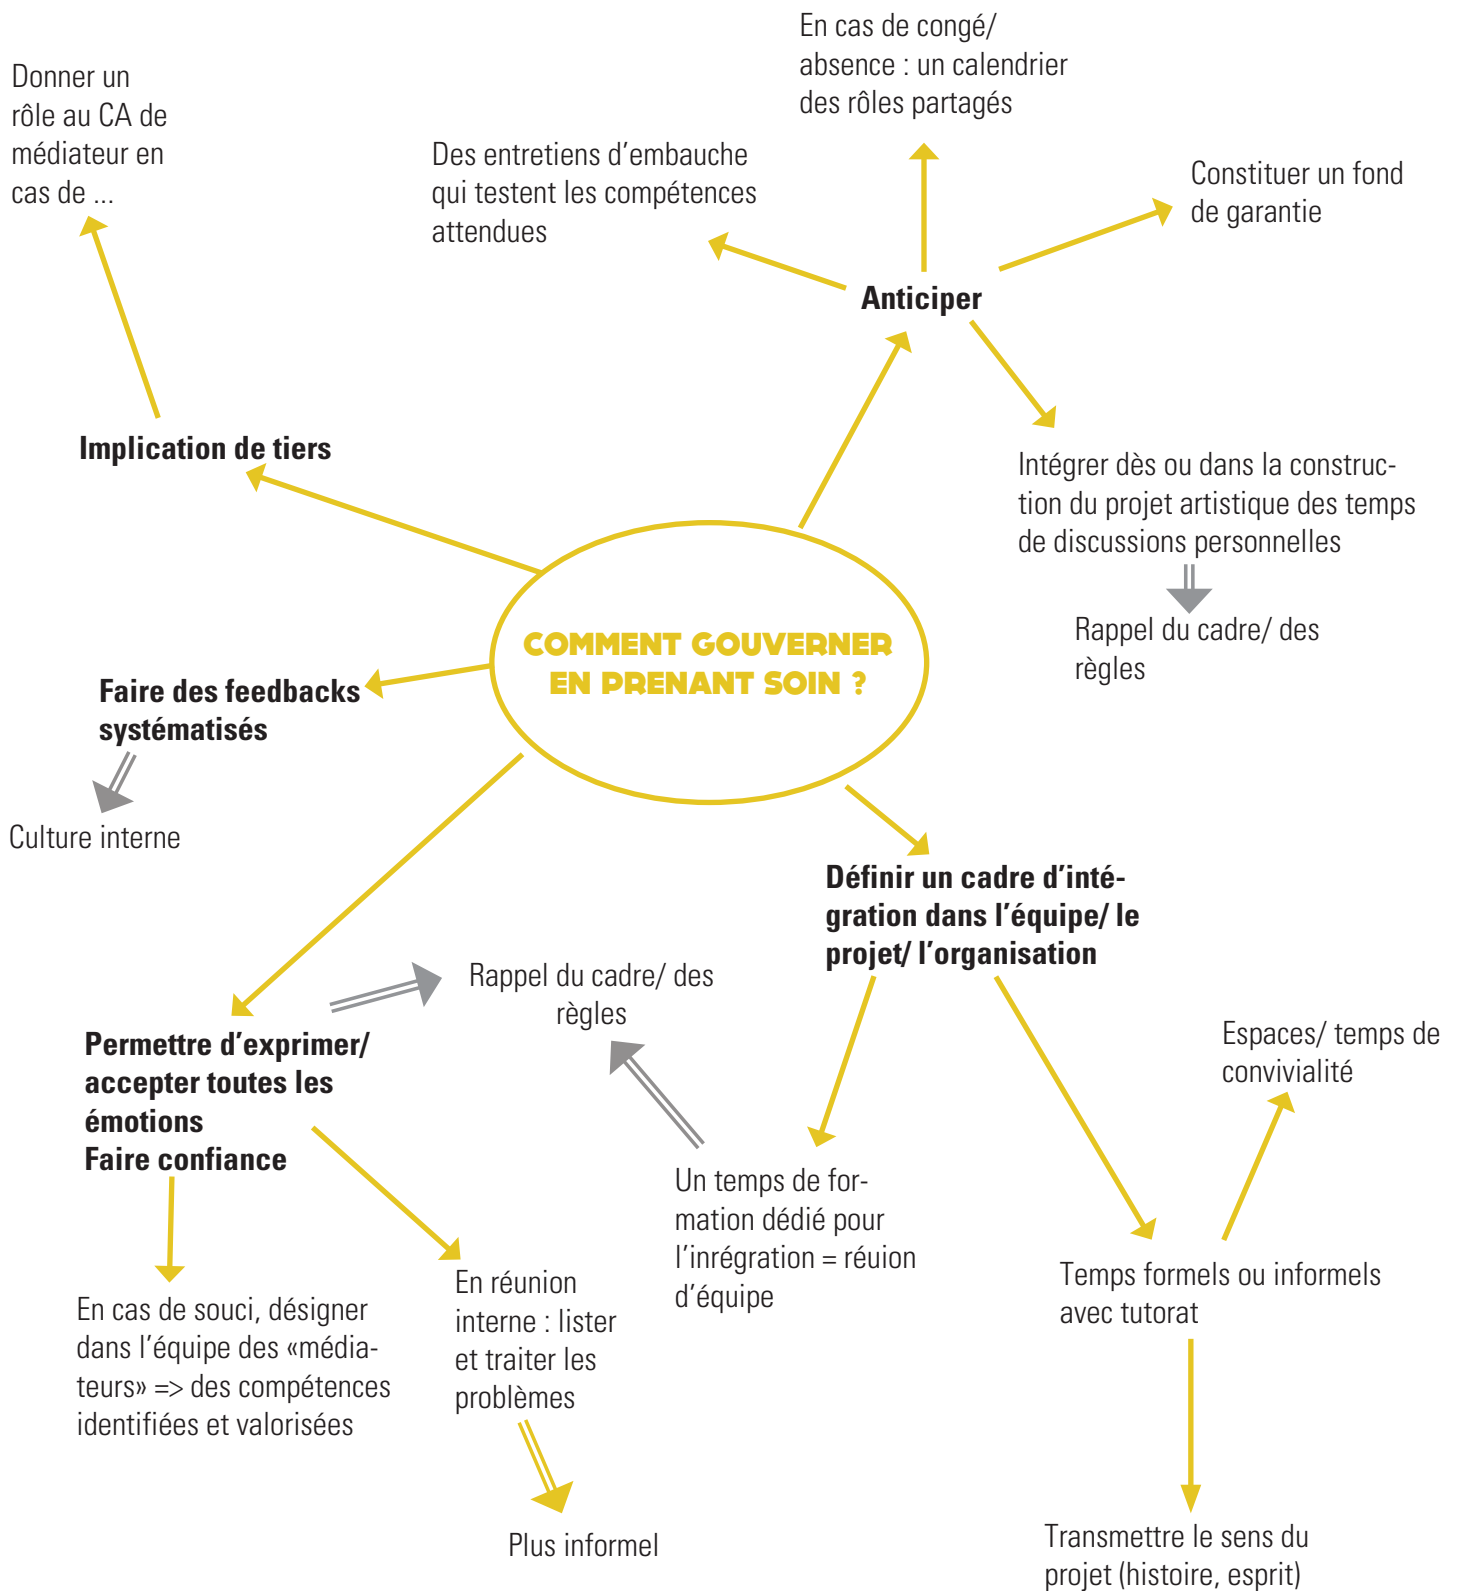 En cas de congé/
absence : un calendrier
des rôles partagés
Donner un
rôle au CA de
médiateur en
cas de ...
Des entretiens d'embauche
qui testent les compétences
attendues
Constituer un fond
de garantie
Anticiper
Implication de tiers
Intégrer dès ou dans la construc-
tion du projet artistique des temps
de discussions personnelles
Rappel du cadre/ des
règles
COMMENT GOUVERNER
EN PRENANT SOIN ?
Faire des feedbacks
systématisés
Culture interne
Définir un cadre d'inté-
gration dans l'équipe/ le
projet/ l'organisation
Rappel du cadre/ des
règles
Permettre d'exprimer/
accepter toutes les
émotions
Faire confiance
Espaces/ temps de
convivialité
Un temps de for-
mation dédié pour
l'inrégration = réuion
d'équipe
Temps formels ou informels
avec tutorat
En cas de souci, désigner
dans l'équipe des «média-
teurs» => des compétences
identifiées et valorisées
En réunion
interne : lister
et traiter les
problèmes
Plus informel
Transmettre le sens du
projet (histoire, esprit)